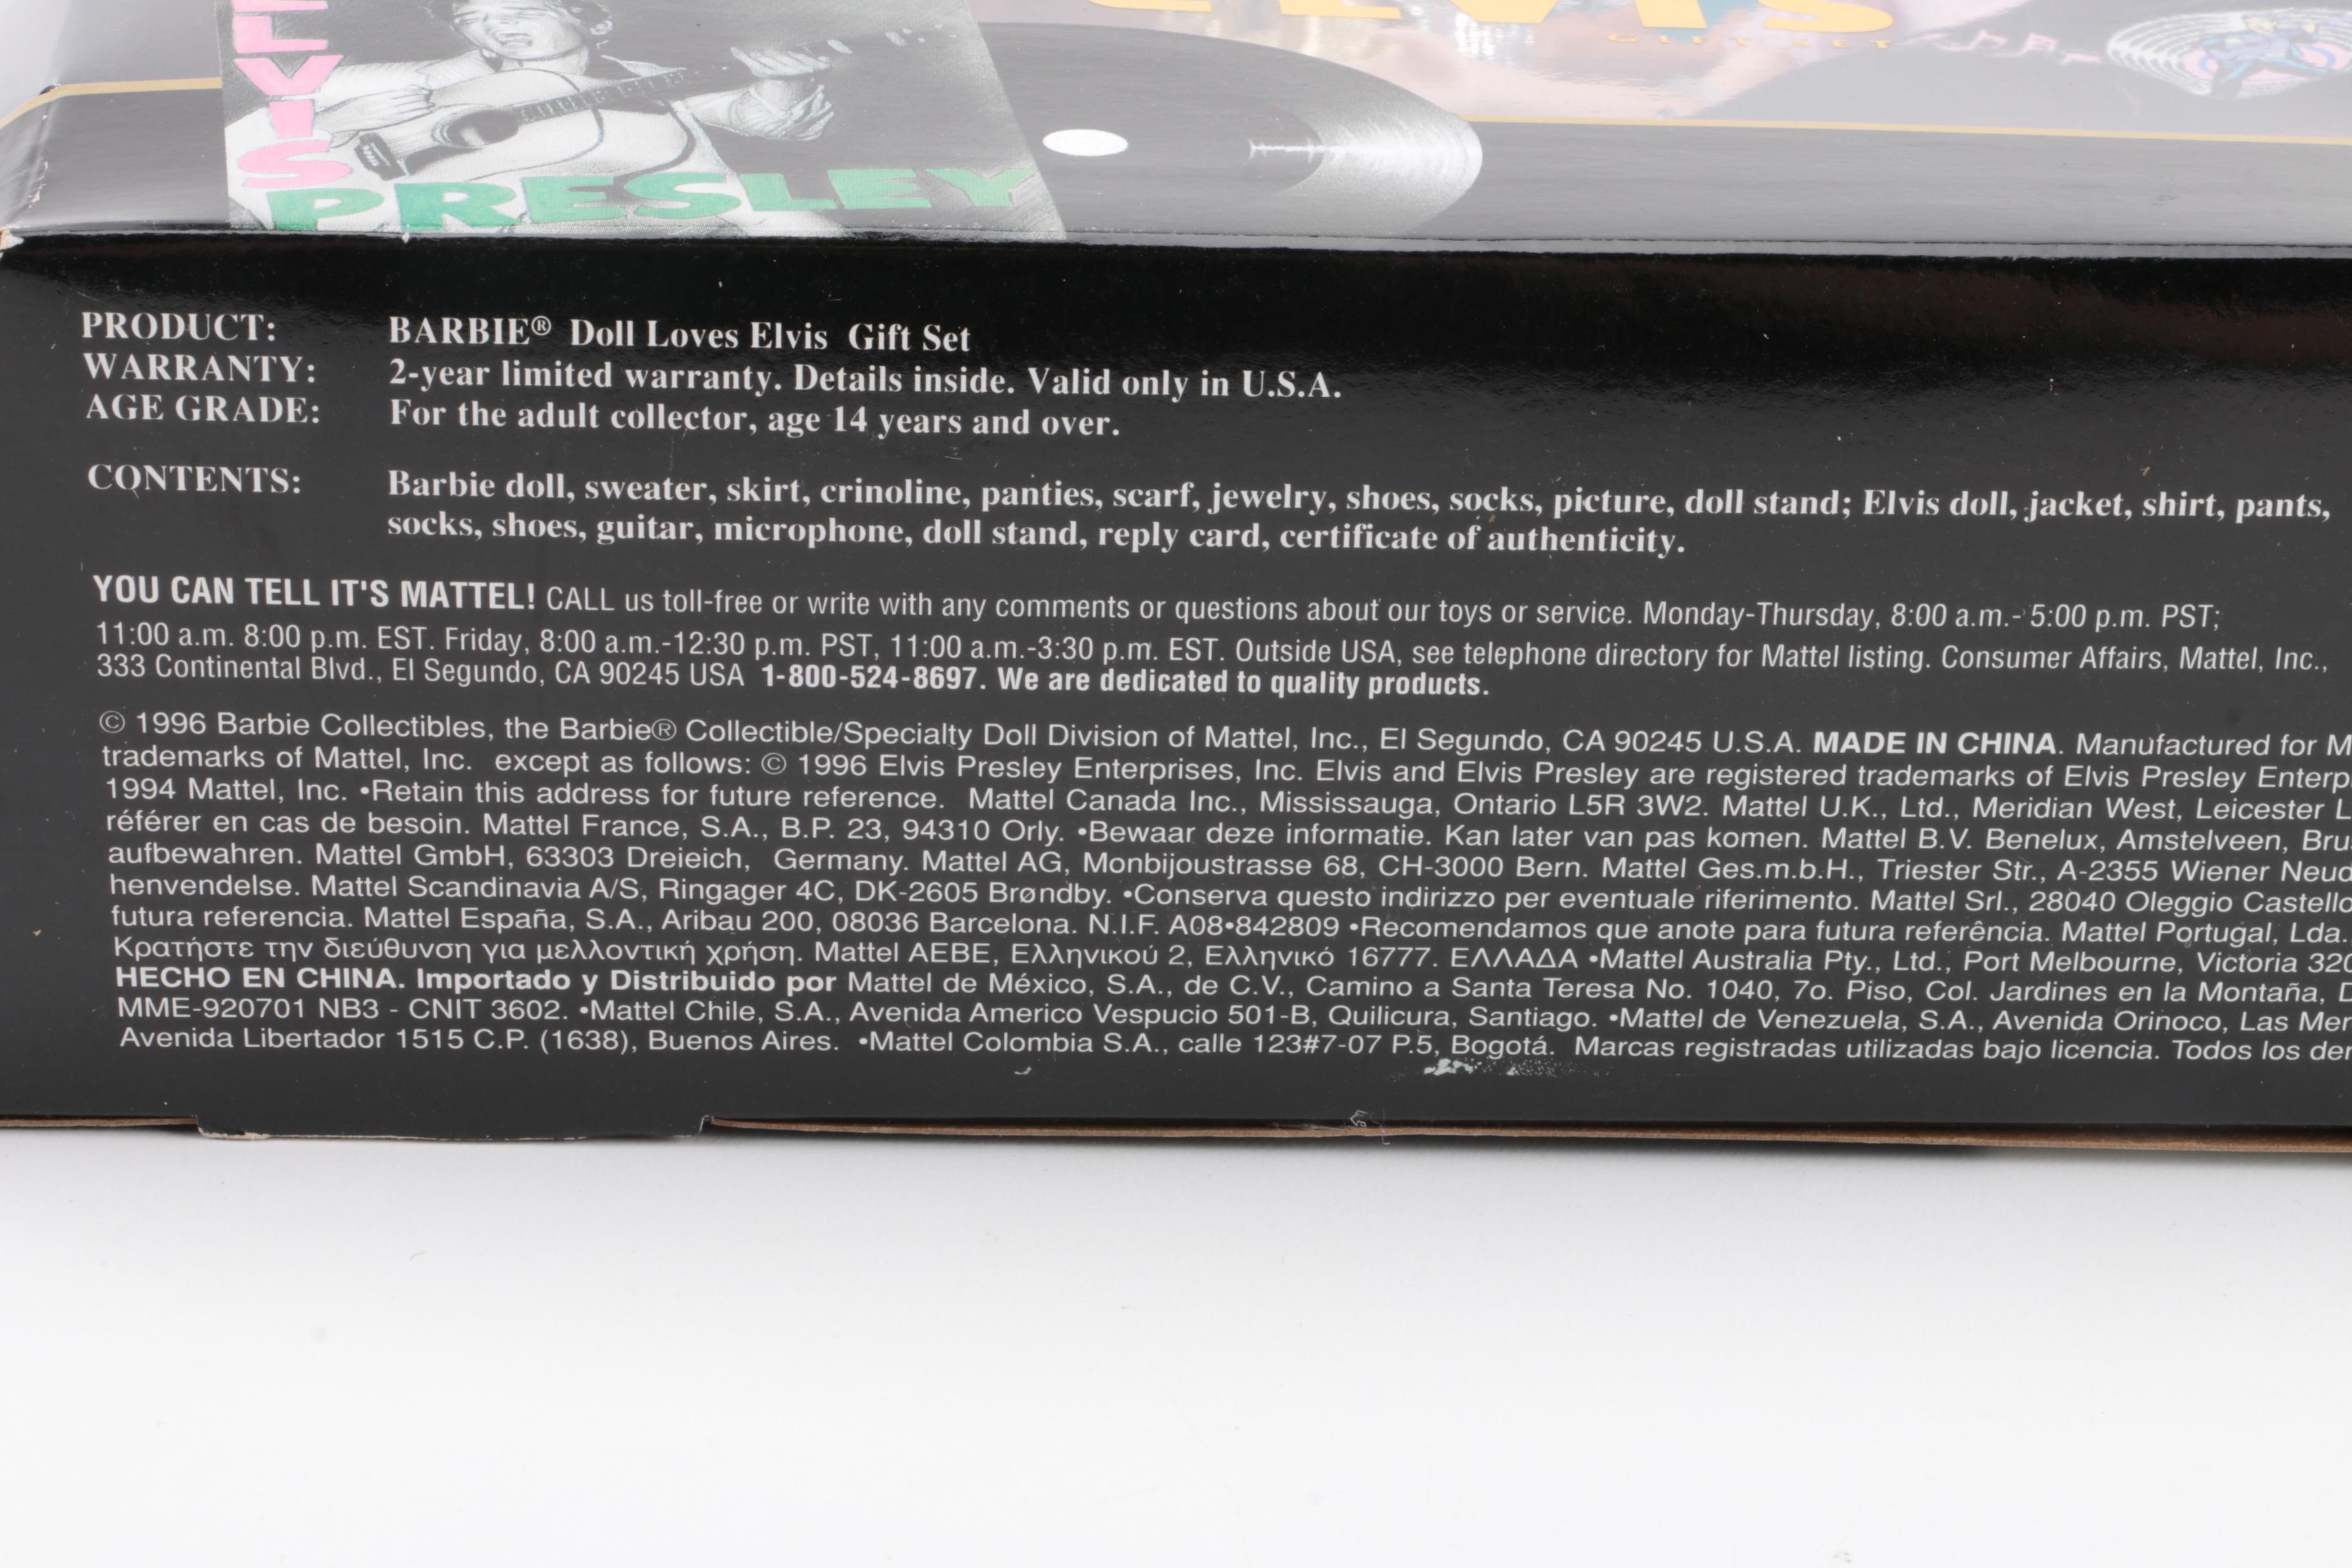 ELVIS
PRESLEY
ELVIS
GIFT SET
PRODUCT: BARBIE® Doll Loves Elvis Gift Set
WARRANTY: 2-year limited warranty. Details inside. Valid only in U.S.A.
AGE GRADE: For the adult collector, age 14 years and over.
CONTENTS: Barbie doll, sweater, skirt, crinoline, panties, scarf, jewelry, shoes, socks, picture, doll stand; Elvis doll, jacket, shirt, pants,
socks, shoes, guitar, microphone, doll stand, reply card, certificate of authenticity.
YOU CAN TELL IT'S MATTEL! CALL us toll-free or write with any comments or questions about our toys or service. Monday-Thursday, 8:00 a.m.- 5:00 p.m. PST;
11:00 a.m. 8:00 p.m. EST. Friday, 8:00 a.m.-12:30 p.m. PST, 11:00 a.m.-3:30 p.m. EST. Outside USA, see telephone directory for Mattel listing. Consumer Affairs, Mattel, Inc.,
333 Continental Blvd., El Segundo, CA 90245 USA 1-800-524-8697. We are dedicated to quality products.
© 1996 Barbie Collectibles, the Barbie® Collectible/Specialty Doll Division of Mattel, Inc., El Segundo, CA 90245 U.S.A. MADE IN CHINA. Manufactured for M
trademarks of Mattel, Inc. except as follows: © 1996 Elvis Presley Enterprises, Inc. Elvis and Elvis Presley are registered trademarks of Elvis Presley Enterp
1994 Mattel, Inc. •Retain this address for future reference. Mattel Canada Inc., Mississauga, Ontario L5R 3W2. Mattel U.K., Ltd., Meridian West, Leicester L
référer en cas de besoin. Mattel France, S.A., B.P. 23, 94310 Orly. •Bewaar deze informatie. Kan later van pas komen. Mattel B.V. Benelux, Amstelveen, Bru
aufbewahren. Mattel GmbH, 63303 Dreieich, Germany. Mattel AG, Monbijoustrasse 68, CH-3000 Bern. Mattel Ges.m.b.H., Triester Str., A-2355 Wiener Neud
henvendelse. Mattel Scandinavia A/S, Ringager 4C, DK-2605 Brøndby. •Conserva questo indirizzo per eventuale riferimento. Mattel Srl., 28040 Oleggio Castello
futura referencia. Mattel España, S.A., Aribau 200, 08036 Barcelona. N.I.F. A08•842809 •Recomendamos que anote para futura referência. Mattel Portugal, Lda.
Κρατήστε την διεύθυνση για μελλοντική χρήση. Mattel AEBE, Ελληνικού 2, Ελληνικό 16777. ΕΛΛΑΔΑ •Mattel Australia Pty., Ltd., Port Melbourne, Victoria 320
HECHO EN CHINA. Importado y Distribuido por Mattel de México, S.A., de C.V., Camino a Santa Teresa No. 1040, 7o. Piso, Col. Jardines en la Montaña, D
MME-920701 NB3 - CNIT 3602. •Mattel Chile, S.A., Avenida Americo Vespucio 501-B, Quilicura, Santiago. •Mattel de Venezuela, S.A., Avenida Orinoco, Las Mer
Avenida Libertador 1515 C.P. (1638), Buenos Aires. •Mattel Colombia S.A., calle 123#7-07 P.5, Bogotá. Marcas registradas utilizadas bajo licencia. Todos los der